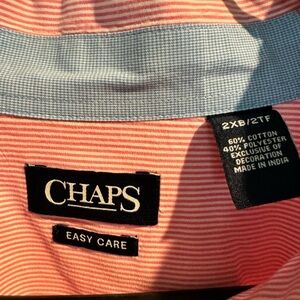 CHAPS
EASY CARE
2XB/2TF
60% COTTON
40% POLYESTER
EXCLUSIVE OF
DECORATION
MADE IN INDIA